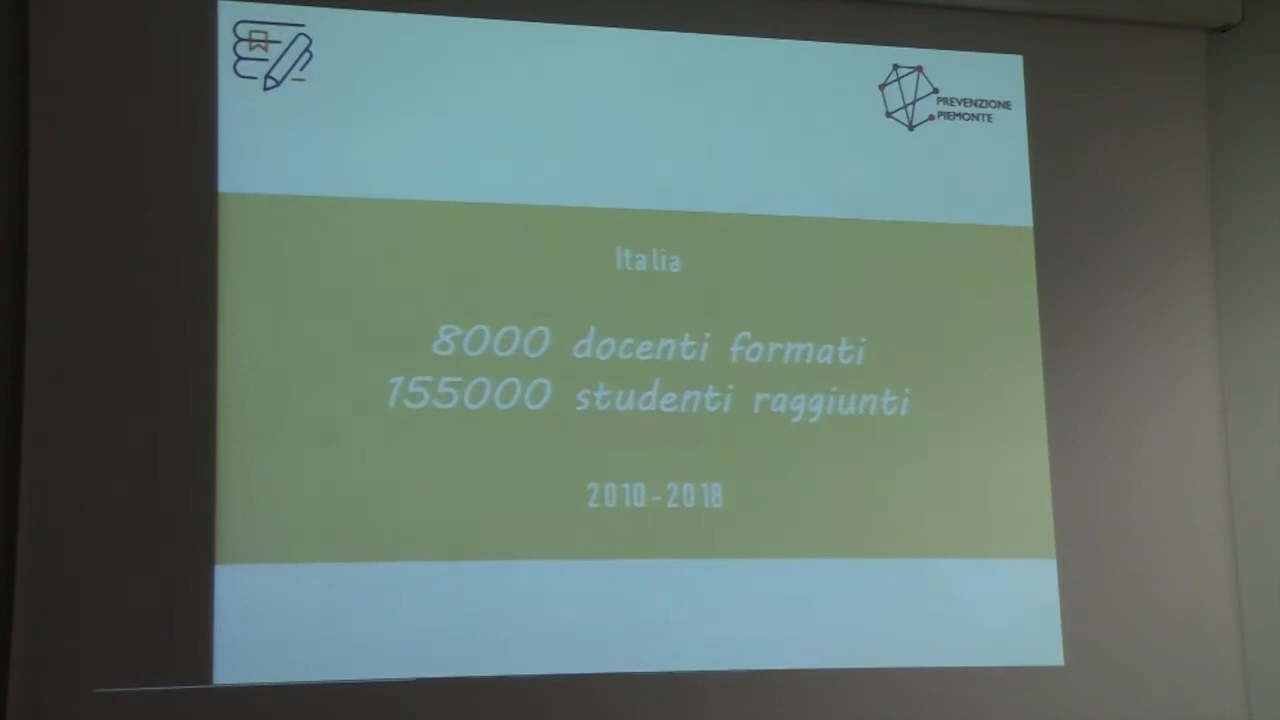 PREVENZIONE
PIEMONTE
Italia
8000 docenti formati
155000 studenti raggiunti
2010-2018